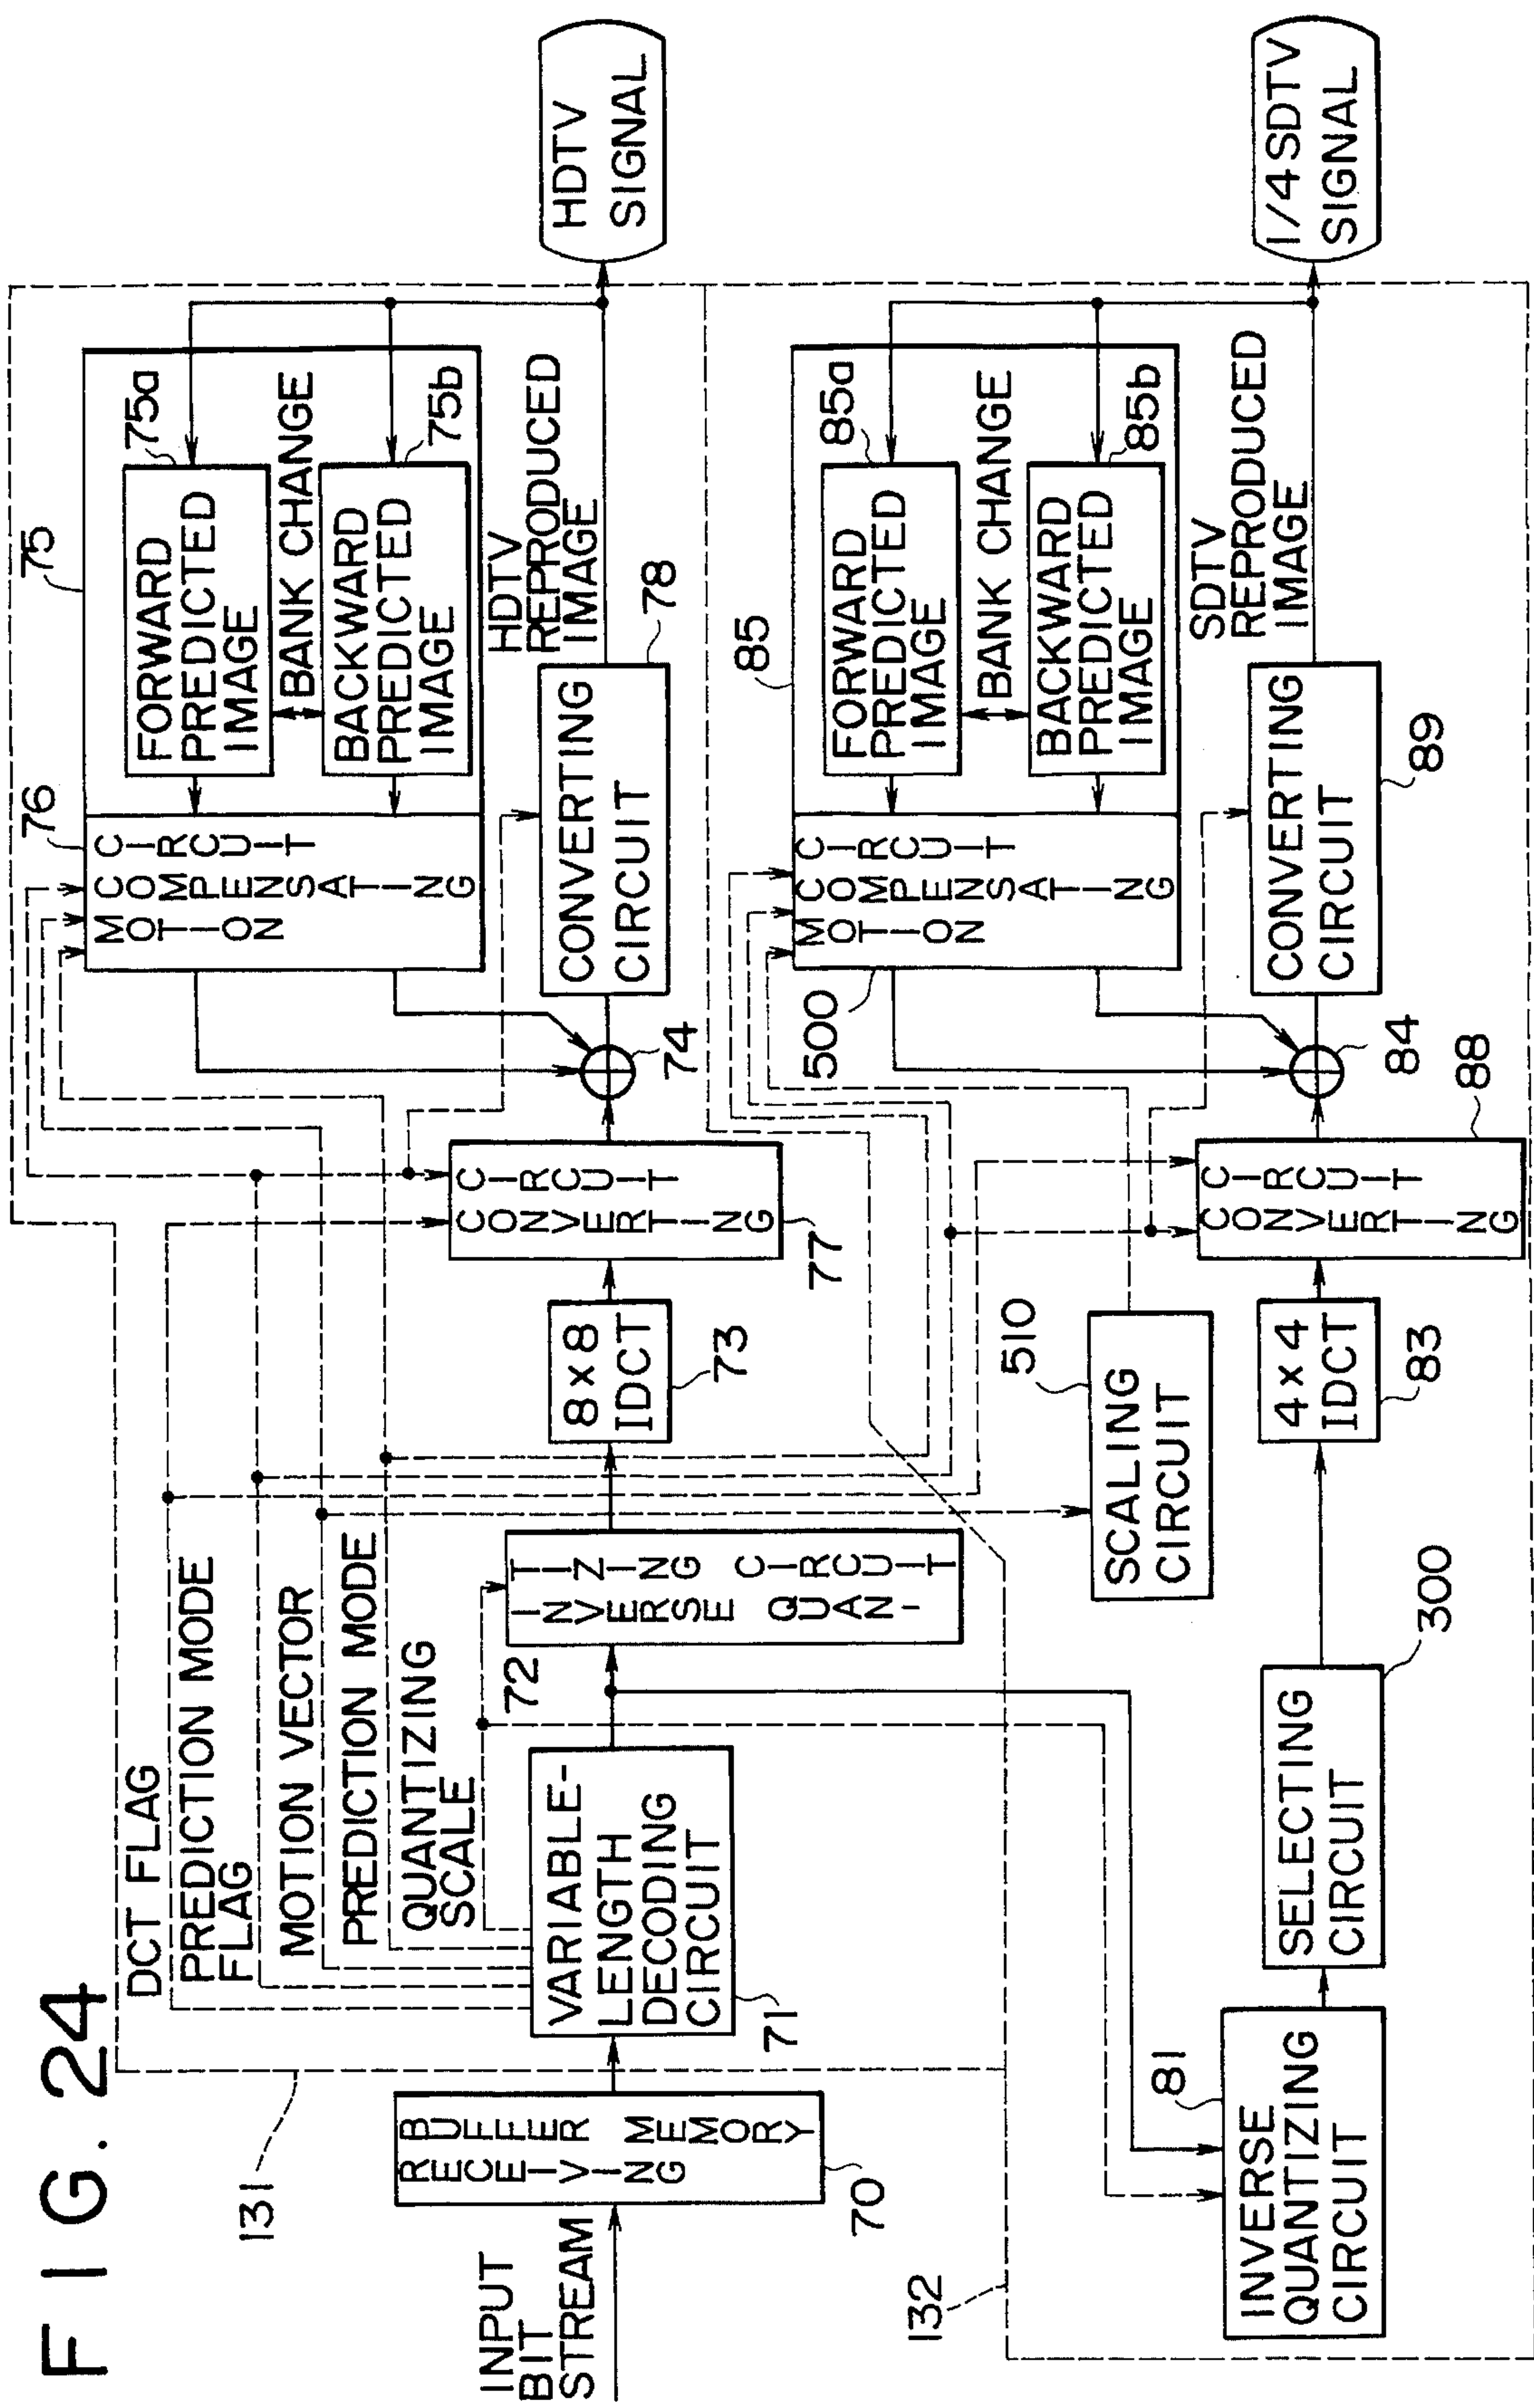 FIG. 24
INPUT
BIT
STREAM
RECEIVING
BUFFER MEMORY
70
131
132
VARIABLE-
LENGTH
DECODING
CIRCUIT
71
DCT FLAG
PREDICTION MODE
FLAG
MOTION VECTOR
PREDICTION MODE
QUANTIZING
SCALE
72
INVERSE QUAN-
TIZING CIRCUIT
8×8
IDCT
73
CONVERTING
CIRCUIT
77
74
CONVERTING
CIRCUIT
78
HDTV
REPRODUCED
IMAGE
76
MOTION
COMPENSATING
CIRCUIT
75
FORWARD
PREDICTED
IMAGE
75a
BANK CHANGE
BACKWARD
PREDICTED
IMAGE
75b
HDTV
SIGNAL
INVERSE
QUANTIZING
CIRCUIT
81
SELECTING
CIRCUIT
300
SCALING
CIRCUIT
510
4×4
IDCT
83
CONVERTING
CIRCUIT
88
84
CONVERTING
CIRCUIT
89
SDTV
REPRODUCED
IMAGE
500
MOTION
COMPENSATING
CIRCUIT
85
FORWARD
PREDICTED
IMAGE
85a
BANK CHANGE
BACKWARD
PREDICTED
IMAGE
85b
1/4SDTV
SIGNAL